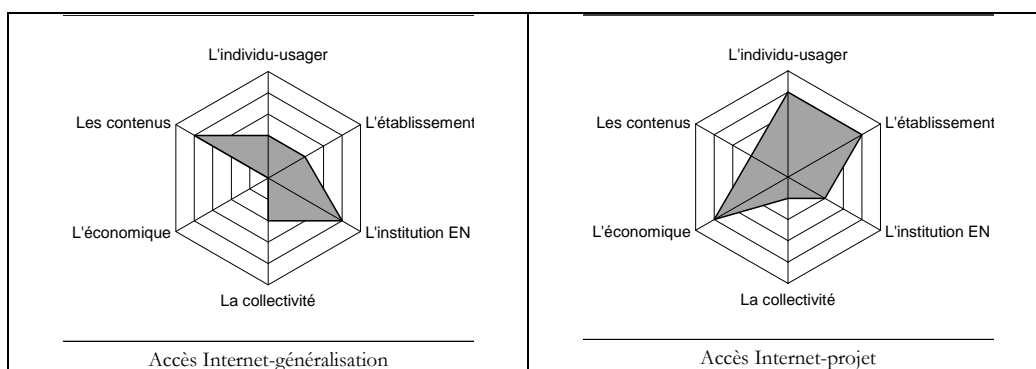 L'individu-usager
Les contenus
L'établissement
L'économique
L'institution EN
La collectivité
Accès Internet-généralisation
L'individu-usager
Les contenus
L'établissement
L'économique
L'institution EN
La collectivité
Accès Internet-projet